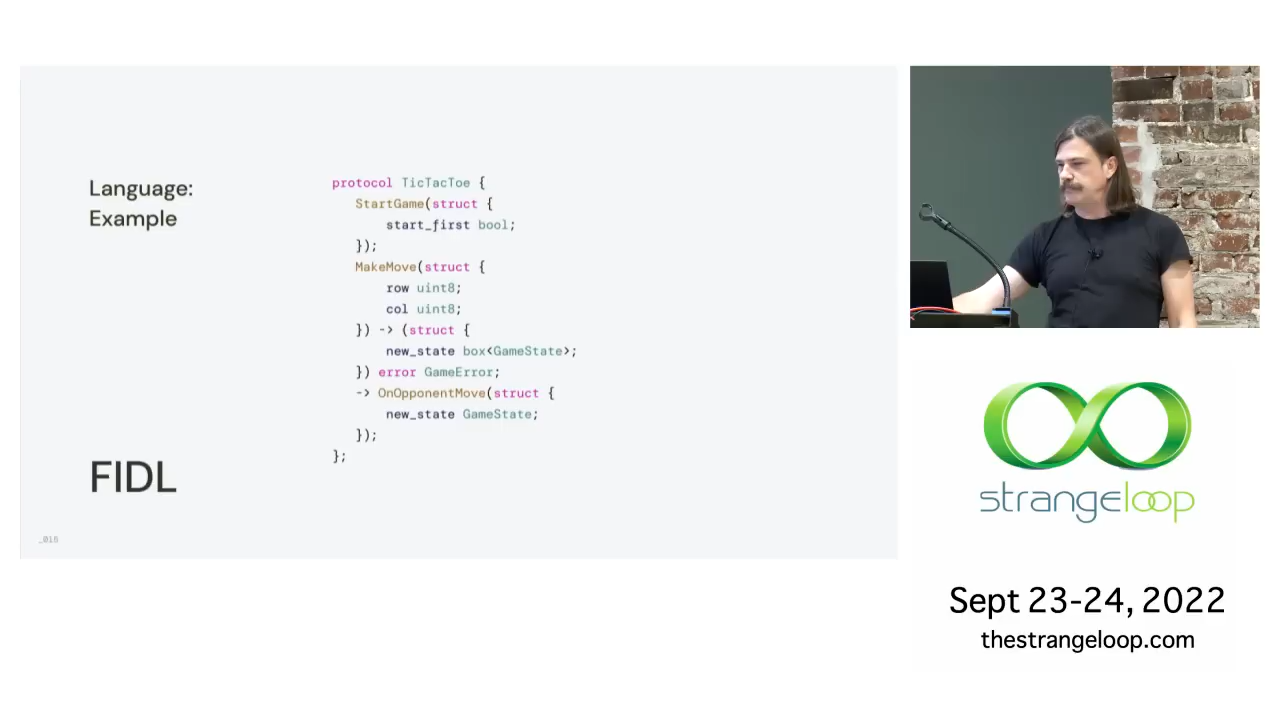 Language:
Example
protocol TicTacToe {
StartGame(struct {
start_first bool;
});
MakeMove(struct {
row uint8;
col uint8;
}) -> (struct {
new_state box<GameState>;
}) error GameError;
-> OnOpponentMove(struct {
new_state GameState;
});
};
FIDL
_016
strangeloop
Sept 23-24, 2022
thestrangeloop.com